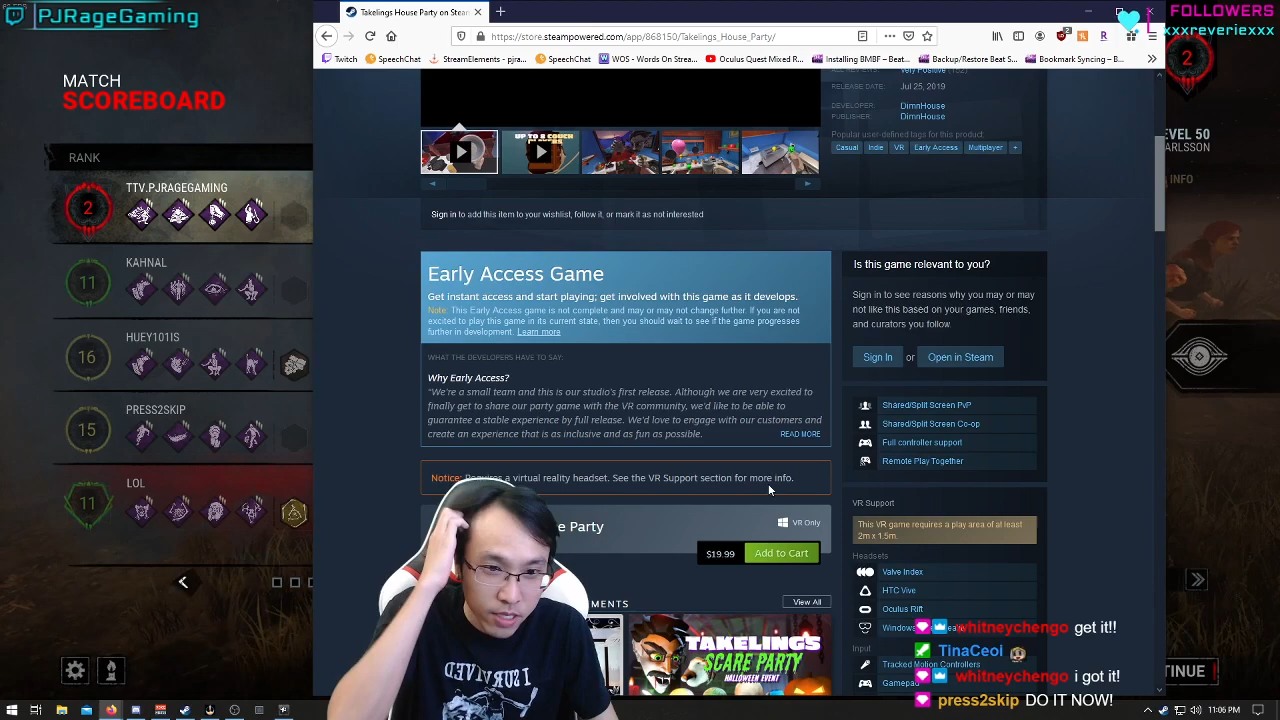 PJRageGaming
FOLLOWERS
xxxreveriexxx
Takelings House Party on Stea
https://store.steampowered.com/app/868150/Takelings_House_Party/
Twitch
SpeechChat
StreamElements - pjra...
SpeechChat
WOS - Words On Strea...
Oculus Quest Mixed R...
Installing BMBF – Beat...
Backup/Restore Beat S...
Bookmark Syncing – B...
MATCH
SCOREBOARD
RANK
2
TTV.PJRAGEGAMING
11
KAHNAL
16
HUEY101IS
15
PRESS2SKIP
11
LOL
2
EVEL 50
ARLSSON
INFO
Very Positive (162)
RELEASE DATE: Jul 25, 2019
DEVELOPER: DimnHouse
PUBLISHER: DimnHouse
Popular user-defined tags for this product
Casual Indie VR Early Access Multiplayer +
UP TO 8 COUCH
Sign in to add this item to your wishlist, follow it, or mark it as not interested
Early Access Game
Get instant access and start playing; get involved with this game as it develops.
Note: This Early Access game is not complete and may or may not change further. If you are not
excited to play this game in its current state, then you should wait to see if the game progresses
further in development. Learn more
WHAT THE DEVELOPERS HAVE TO SAY:
Why Early Access?
“We're a small team and this is our studio's first release. Although we are very excited to
finally get to share our party game with the VR community, we'd like to be able to
guarantee a stable experience by full release. We'd love to engage with our customers and
create an experience that is as inclusive and as fun as possible.
READ MORE
Notice: Requires a virtual reality headset. See the VR Support section for more info.
e Party
VR Only
$19.99
Add to Cart
MENTS
View All
TAKELINGS
SCARE PARTY
HALLOWEEN EVENT
Is this game relevant to you?
Sign in to see reasons why you may or may
not like this based on your games, friends,
and curators you follow
Sign In or Open in Steam
Shared/Split Screen PvP
Shared/Split Screen Co-op
Full controller support
Remote Play Together
VR Support
This VR game requires a play area of at least
2m x 1.5m.
Headsets
Valve Index
HTC Vive
Oculus Rift
Input
Tracked Motion Controllers
Gamepad
whitneychengo get it!!
TinaCeoi
whitneychengo i got it!
press2skip DO IT NOW!
I SURVIVED
TINUE
11:06 PM